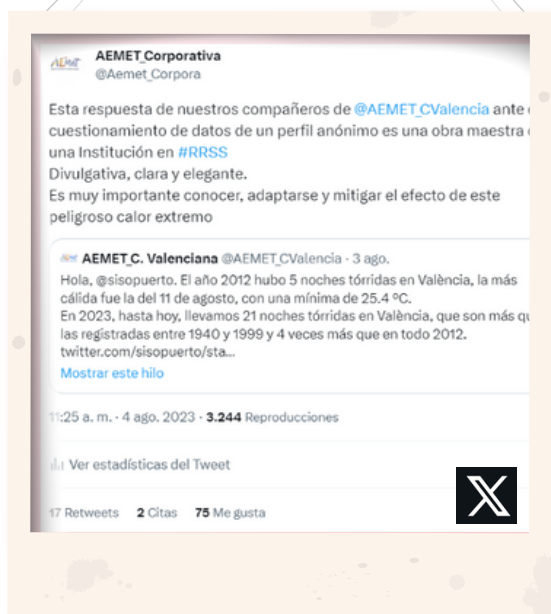 AEMet
AEMET_Corporativa
@Aemet_Corpora
Esta respuesta de nuestros compañeros de @AEMET_CValencia ante
cuestionamiento de datos de un perfil anónimo es una obra maestra
una Institución en #RRSS
Divulgativa, clara y elegante.
Es muy importante conocer, adaptarse y mitigar el efecto de este
peligroso calor extremo
AEMET_C. Valenciana @AEMET_CValencia · 3 ago.
Hola, @sisopuerto. El año 2012 hubo 5 noches tórridas en València, la más
cálida fue la del 11 de agosto, con una mínima de 25.4 ºC.
En 2023, hasta hoy, llevamos 21 noches tórridas en València, que son más qu
las registradas entre 1940 y 1999 y 4 veces más que en todo 2012.
twitter.com/sisopuerto/sta...
Mostrar este hilo
11:25 a. m. · 4 ago. 2023 · 3.244 Reproducciones
Ver estadísticas del Tweet
17 Retweets 2 Citas 75 Me gusta